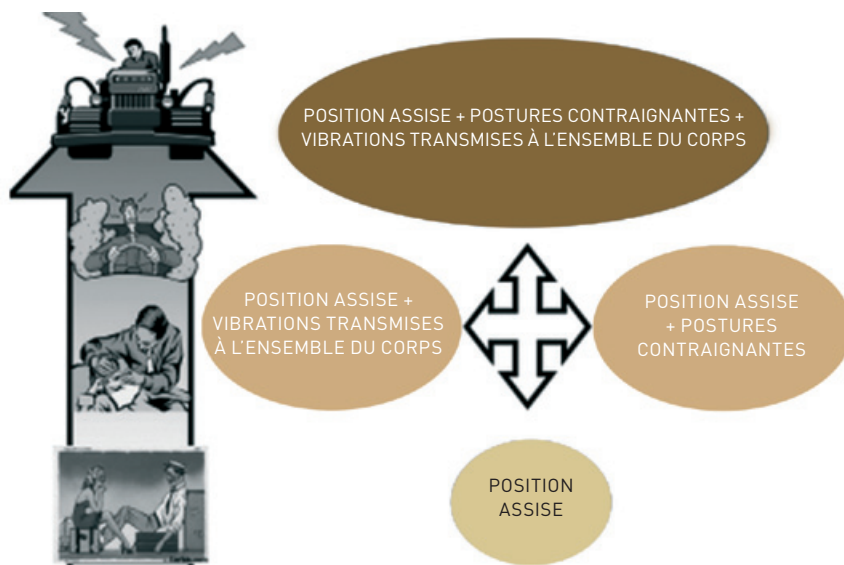 POSITION ASSISE + POSTURES CONTRAIGNANTES +
VIBRATIONS TRANSMISES À L'ENSEMBLE DU CORPS
POSITION ASSISE +
VIBRATIONS TRANSMISES
À L'ENSEMBLE DU CORPS
POSITION ASSISE
+ POSTURES
CONTRAIGNANTES
POSITION
ASSISE